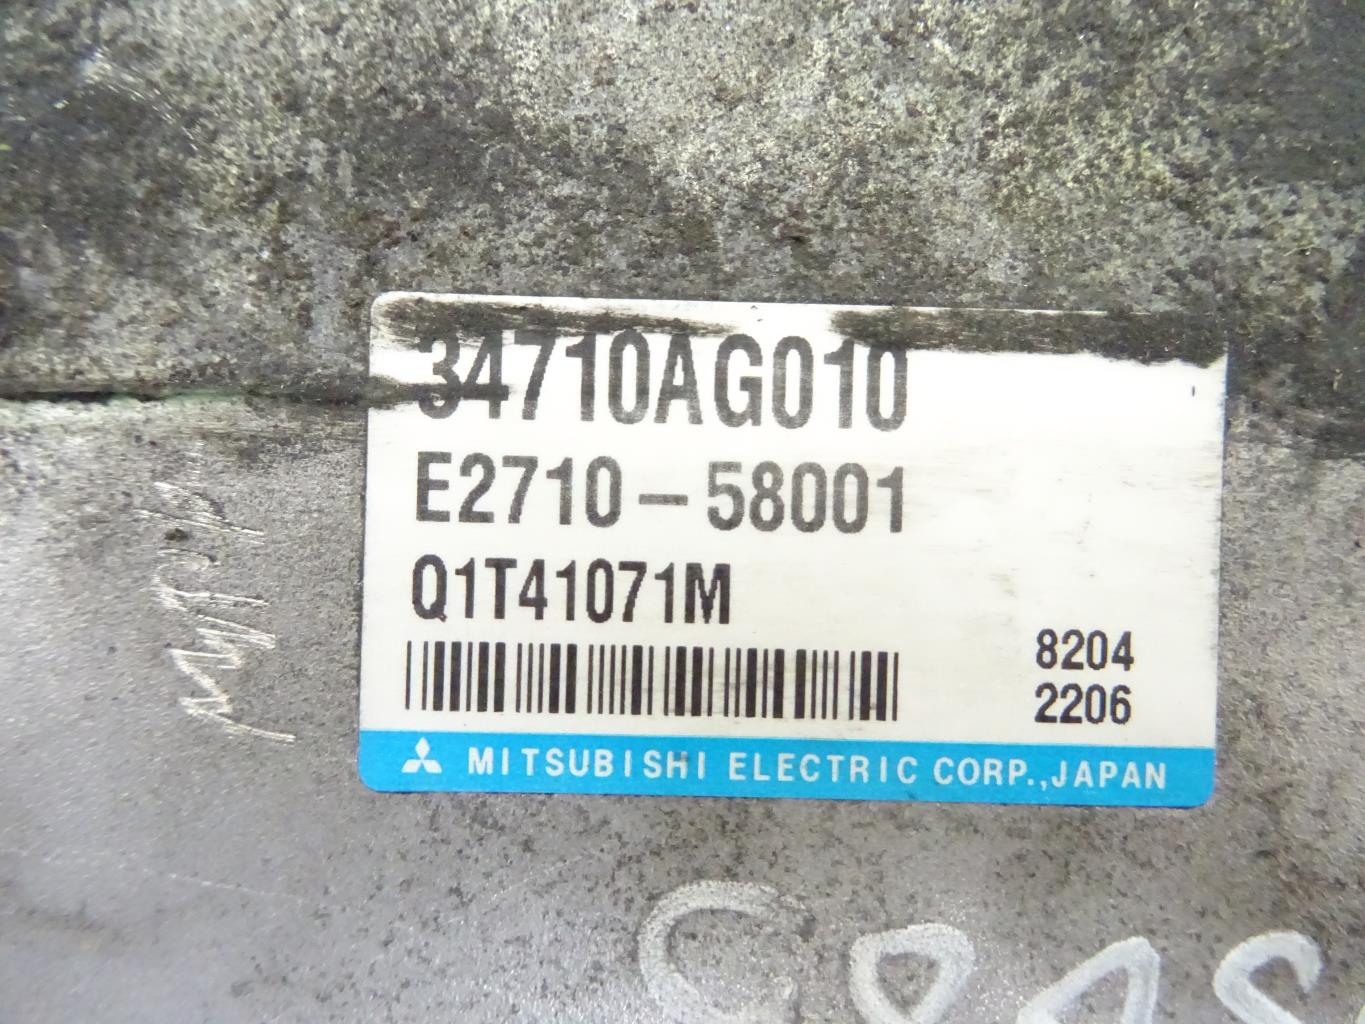 34710AG010
E2710-58001
Q1T41071M
8204
2206
MITSUBISHI ELECTRIC CORP.,JAPAN